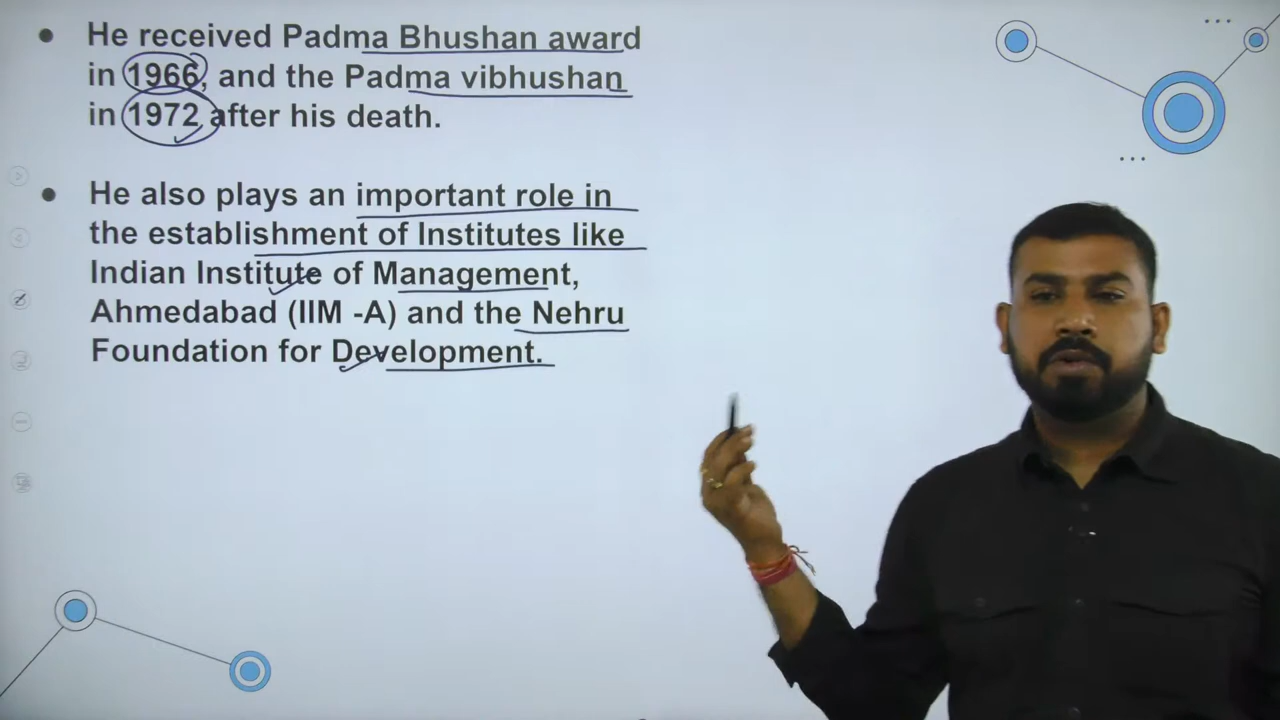 He received Padma Bhushan award
in 1966, and the Padma vibhushan
in 1972 after his death.
He also plays an important role in
the establishment of Institutes like
Indian Institute of Management,
Ahmedabad (IIM -A) and the Nehru
Foundation for Development.